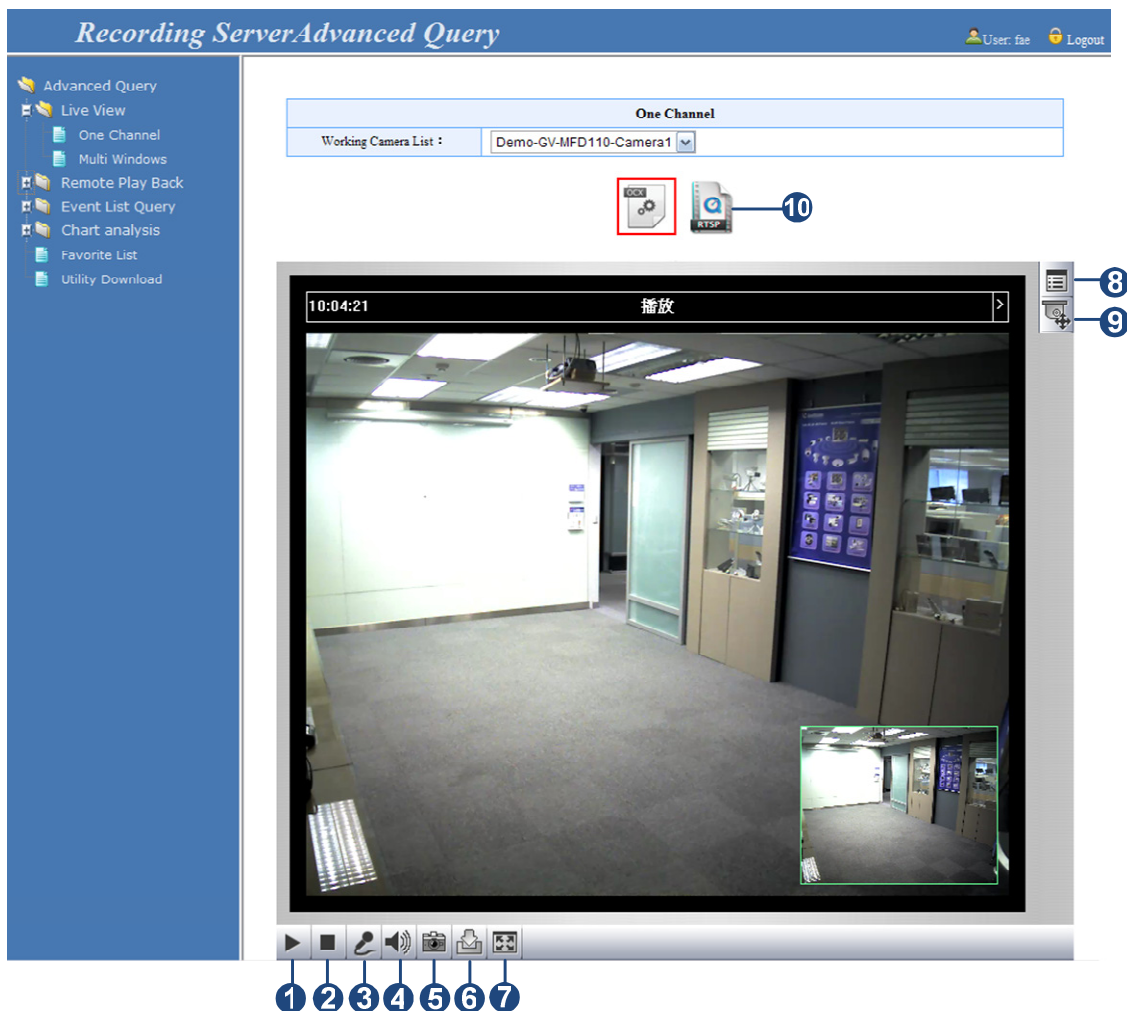 Recording ServerAdvanced Query
User: fae
Logout
Advanced Query
Live View
One Channel
Multi Windows
Remote Play Back
Event List Query
Chart analysis
Favorite List
Utility Download
One Channel
Working Camera List：
Demo-GV-MFD110-Camera1
OCX
RTSP
10
8
9
10:04:21
播放
>
1 2 3 4 5 6 7